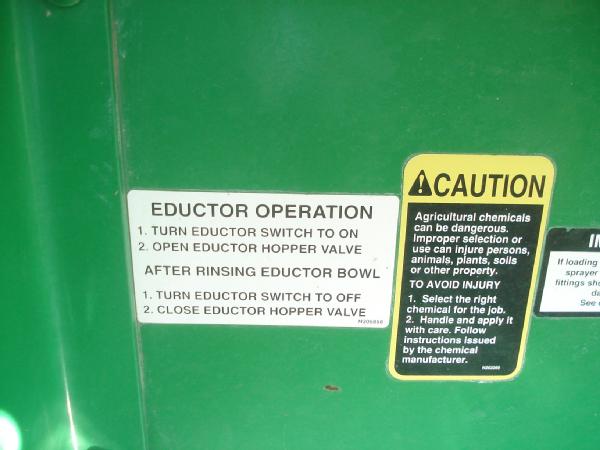 EDUCTOR OPERATION
1. TURN EDUCTOR SWITCH TO ON
2. OPEN EDUCTOR HOPPER VALVE
AFTER RINSING EDUCTOR BOWL
1. TURN EDUCTOR SWITCH TO OFF
2. CLOSE EDUCTOR HOPPER VALVE
CAUTION
Agricultural chemicals
can be dangerous.
Improper selection or
use can injure persons,
animals, plants, soils
or other property.
TO AVOID INJURY
1. Select the right
chemical for the job.
2. Handle and apply it
with care. Follow
instructions issued
by the chemical
manufacturer.
IM
If loading
sprayer
fittings sho
da
See